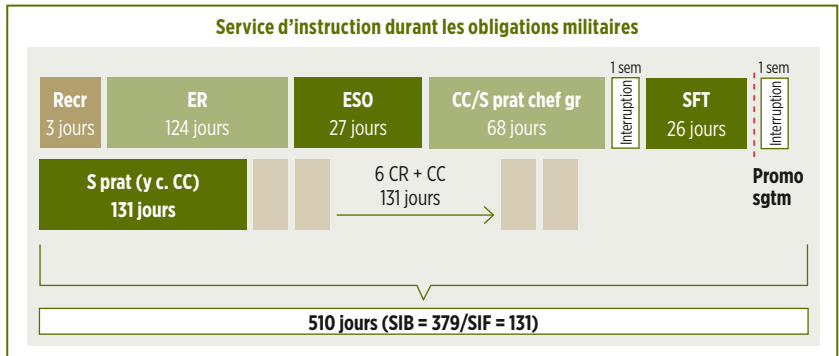 Service d'instruction durant les obligations militaires
Recr
3 jours
ER
124 jours
ESO
27 jours
CC/S prat chef gr
68 jours
1 sem
Interruption
SFT
26 jours
1 sem
Interruption
S prat (y c. CC)
131 jours
6 CR + CC
131 jours
Promo
sgtm
510 jours (SIB = 379/SIF = 131)